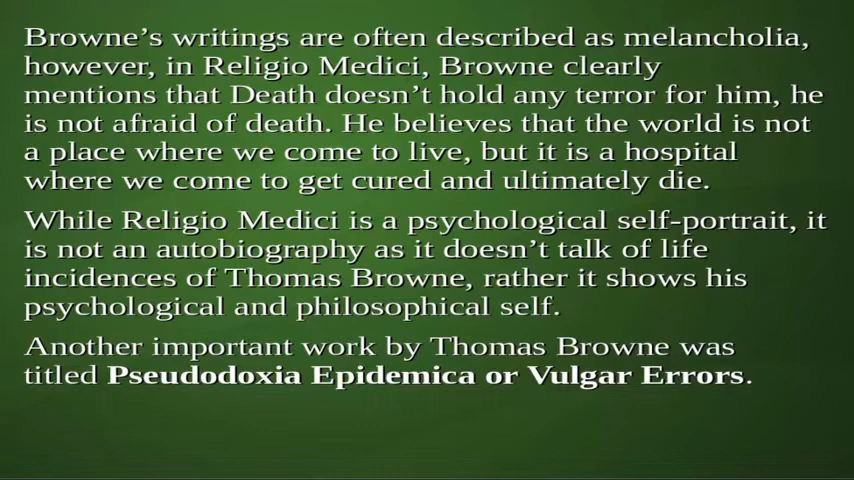 Browne’s writings are often described as melancholia,
however, in Religio Medici, Browne clearly
mentions that Death doesn’t hold any terror for him, he
is not afraid of death. He believes that the world is not
a place where we come to live, but it is a hospital
where we come to get cured and ultimately die.
While Religio Medici is a psychological self-portrait, it
is not an autobiography as it doesn’t talk of life
incidences of Thomas Browne, rather it shows his
psychological and philosophical self.
Another important work by Thomas Browne was
titled Pseudodoxia Epidemica or Vulgar Errors.